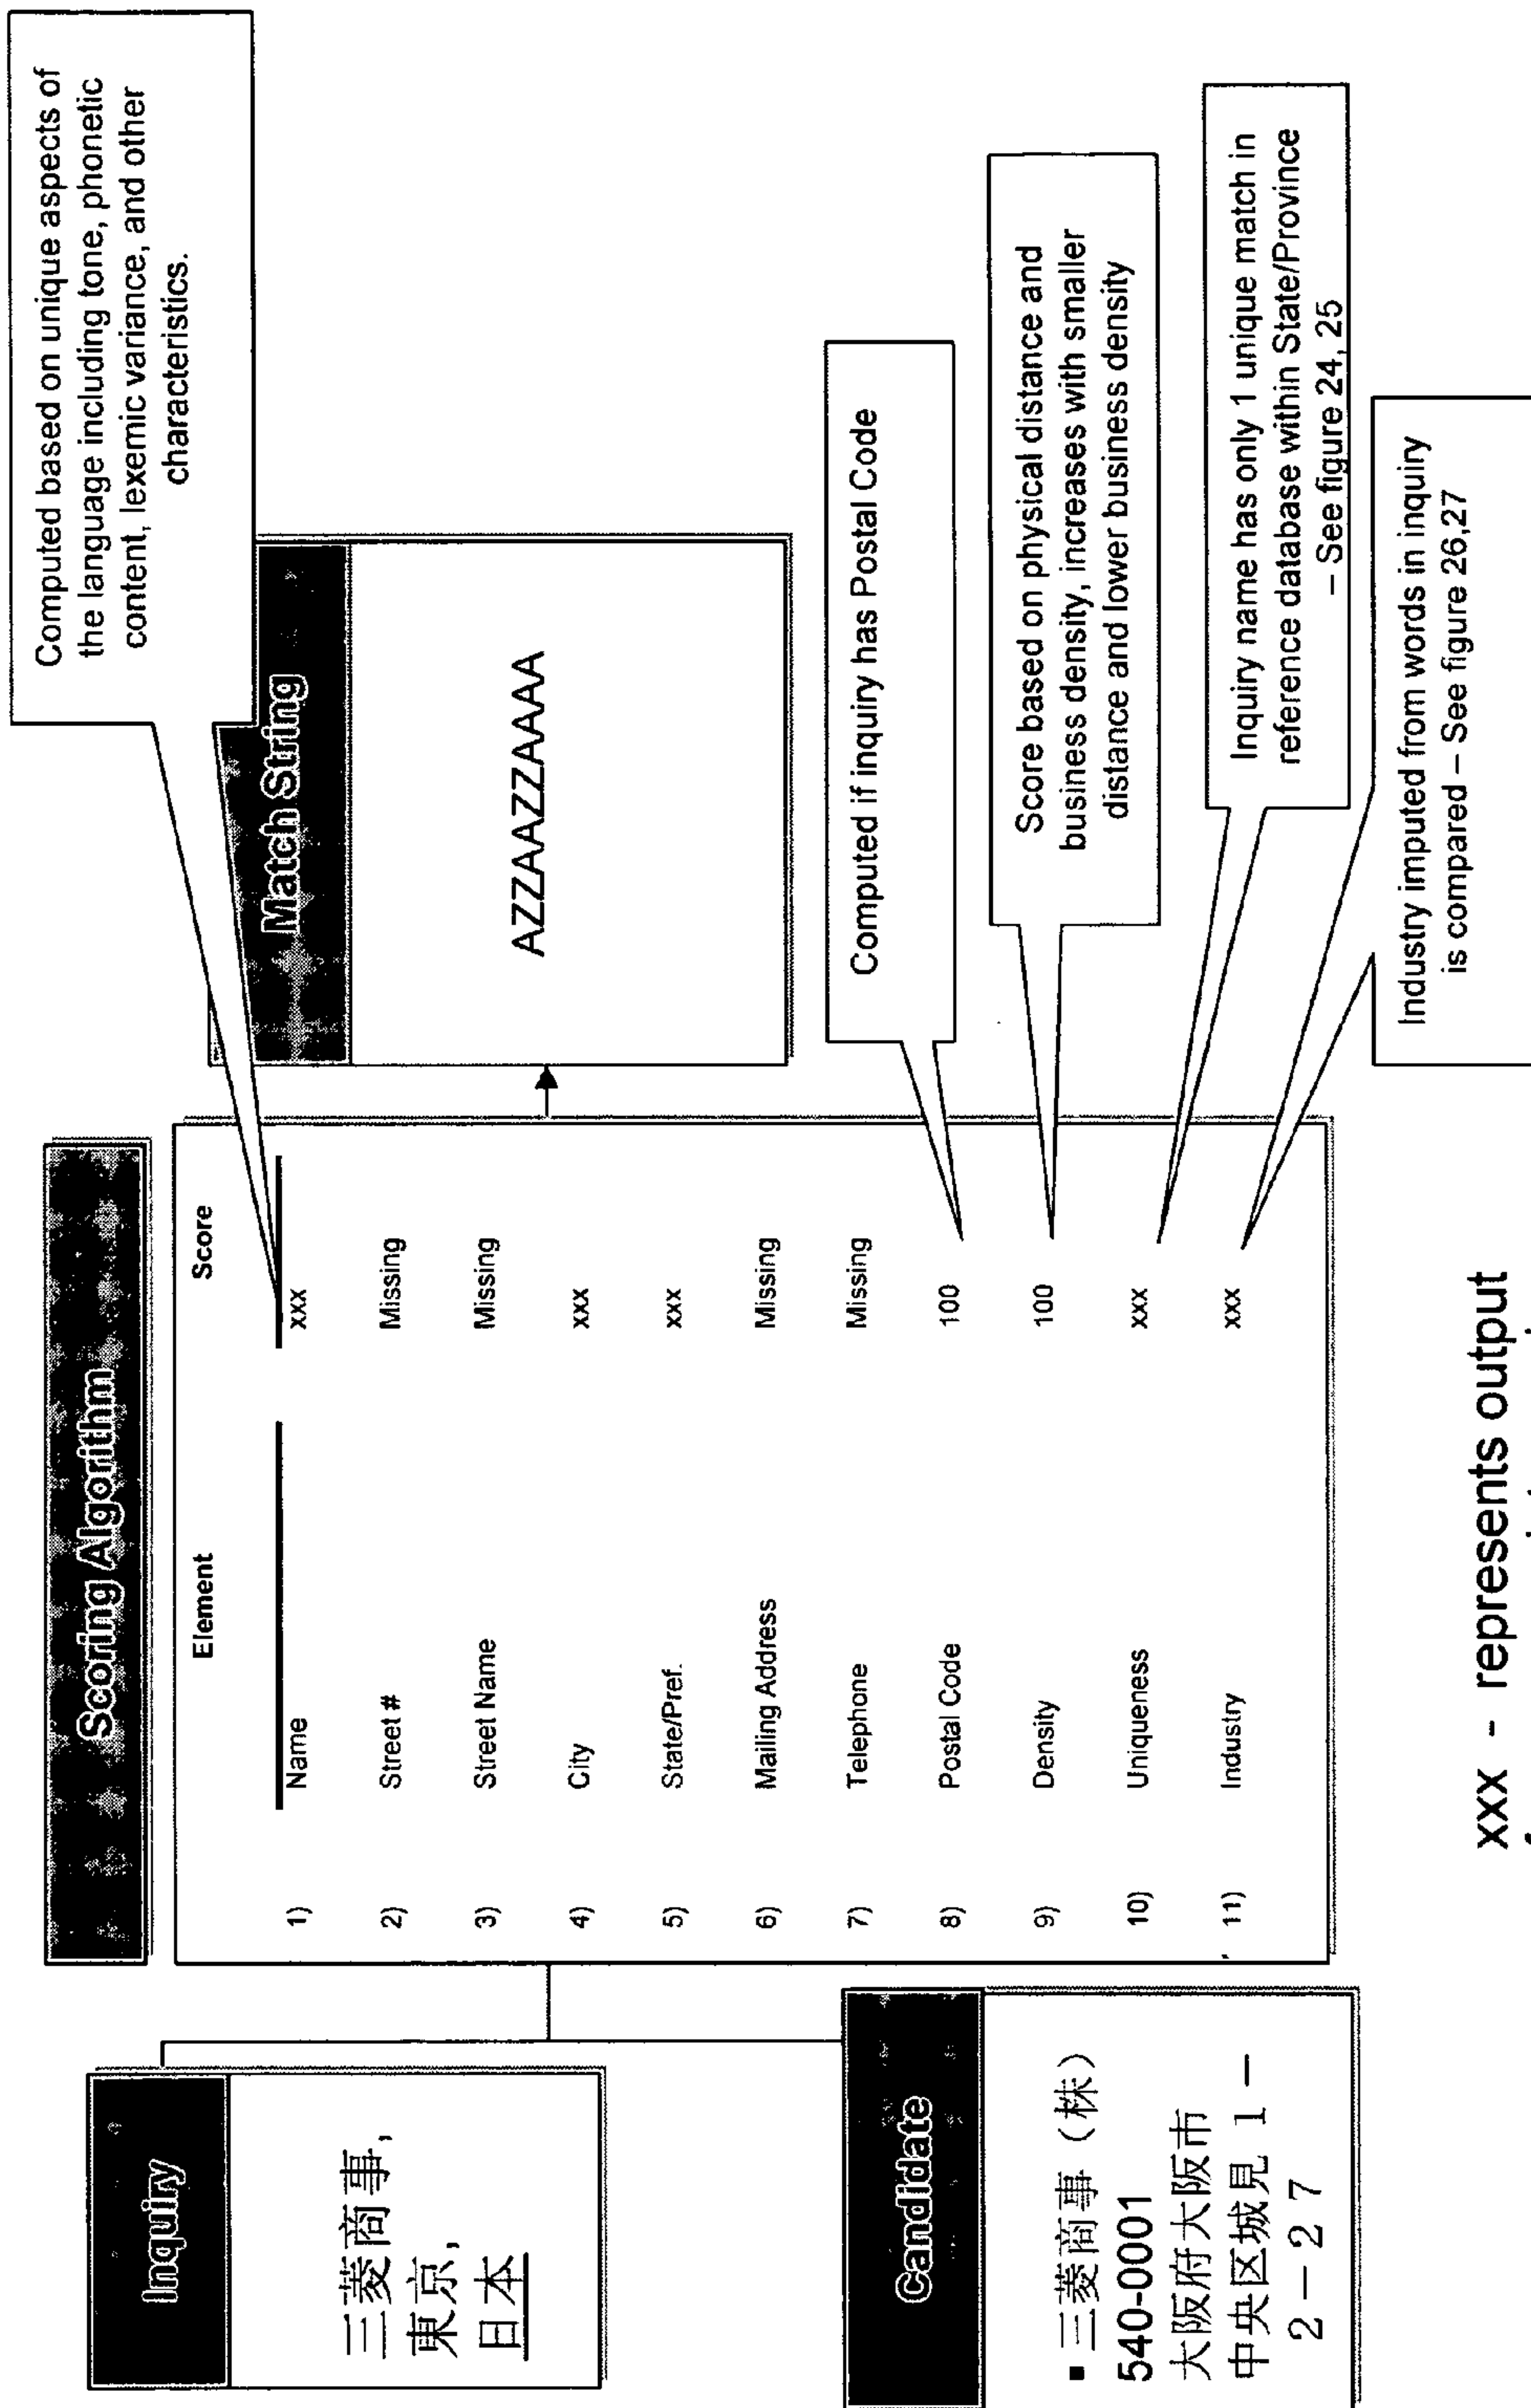 Scoring Algorithm
Element Score
1) Name xxx
2) Street # Missing
3) Street Name Missing
4) City xxx
5) State/Pref. xxx
6) Mailing Address Missing
7) Telephone Missing
8) Postal Code 100
9) Density 100
10) Uniqueness xxx
11) Industry xxx
Inquiry
三菱商事,
東京,
日本
Candidate
▪ 三菱商事（株）
540-0001
大阪府大阪市
中央区城見 1 －
2 － 2 7
Match String
AZZAAZZAAAA
Computed based on unique aspects of
the language including tone, phonetic
content, lexemic variance, and other
characteristics.
Computed if inquiry has Postal Code
Score based on physical distance and
business density, increases with smaller
distance and lower business density
Inquiry name has only 1 unique match in
reference database within State/Province
– See figure 24, 25
Industry imputed from words in inquiry
is compared – See figure 26,27
xxx - represents output